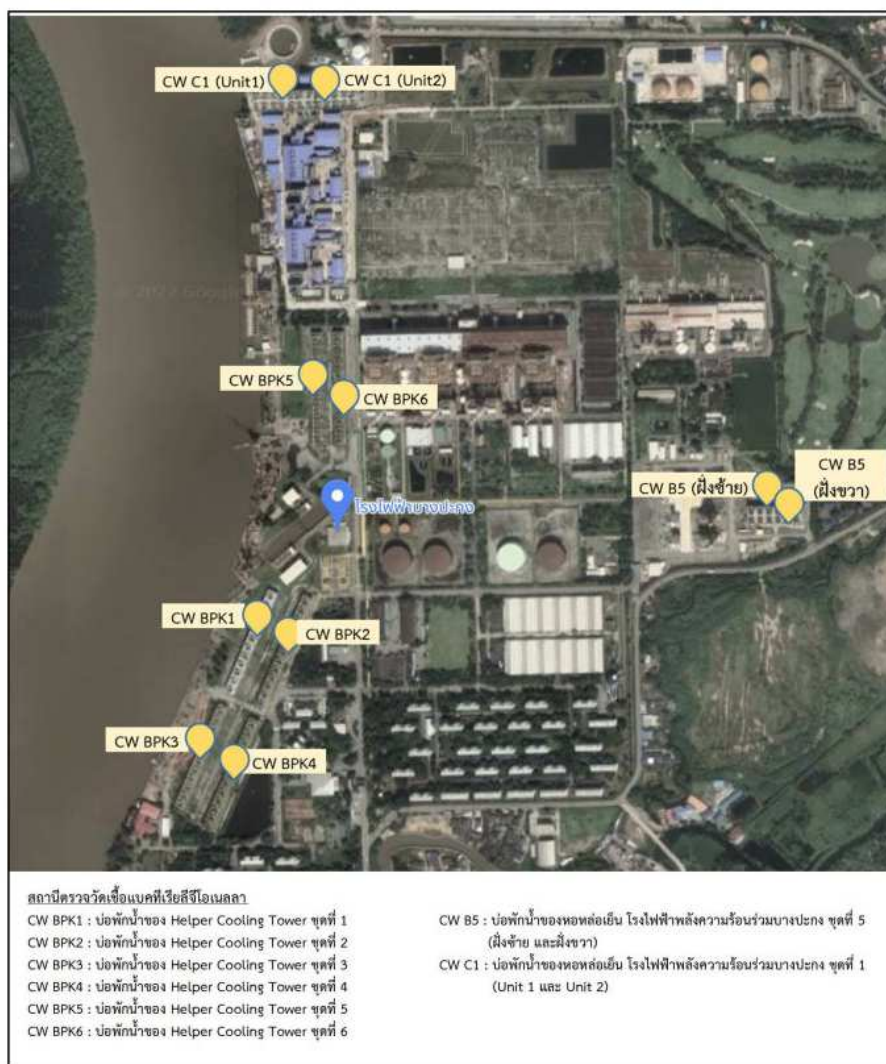 CW C1 (Unit1)
CW C1 (Unit2)
CW BPK5
CW BPK6
CW B5 (ฝั่งซ้าย)
CW B5
(ฝั่งขวา)
โรงไฟฟ้าบางปะกง
CW BPK1
CW BPK2
CW BPK3
CW BPK4
สถานีตรวจวัดเชื้อแบคทีเรียลีจีโอเนลลา
CW BPK1 : บ่อพักน้ำของ Helper Cooling Tower ชุดที่ 1
CW BPK2 : บ่อพักน้ำของ Helper Cooling Tower ชุดที่ 2
CW BPK3 : บ่อพักน้ำของ Helper Cooling Tower ชุดที่ 3
CW BPK4 : บ่อพักน้ำของ Helper Cooling Tower ชุดที่ 4
CW BPK5 : บ่อพักน้ำของ Helper Cooling Tower ชุดที่ 5
CW BPK6 : บ่อพักน้ำของ Helper Cooling Tower ชุดที่ 6
CW B5 : บ่อพักน้ำของหอหล่อเย็น โรงไฟฟ้าพลังความร้อนร่วมบางปะกง ชุดที่ 5
(ฝั่งซ้าย และฝั่งขวา)
CW C1 : บ่อพักน้ำของหอหล่อเย็น โรงไฟฟ้าพลังความร้อนร่วมบางปะกง ชุดที่ 1
(Unit 1 และ Unit 2)